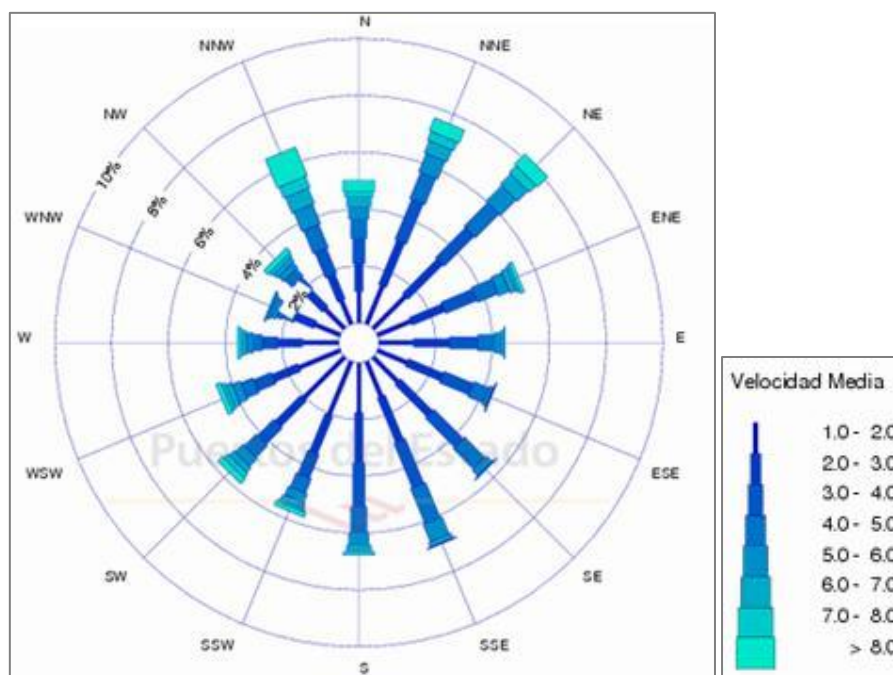 N
NNW
NNE
NW
NE
10%
8%
WNW
ENE
6%
4%
2%
W
E
Velocidad Media
1.0 - 2.0
2.0 - 3.0
3.0 - 4.0
4.0 - 5.0
5.0 - 6.0
6.0 - 7.0
7.0 - 8.0
> 8.0
Puertos del Estado
WSW
ESE
SW
SE
SSW
SSE
S